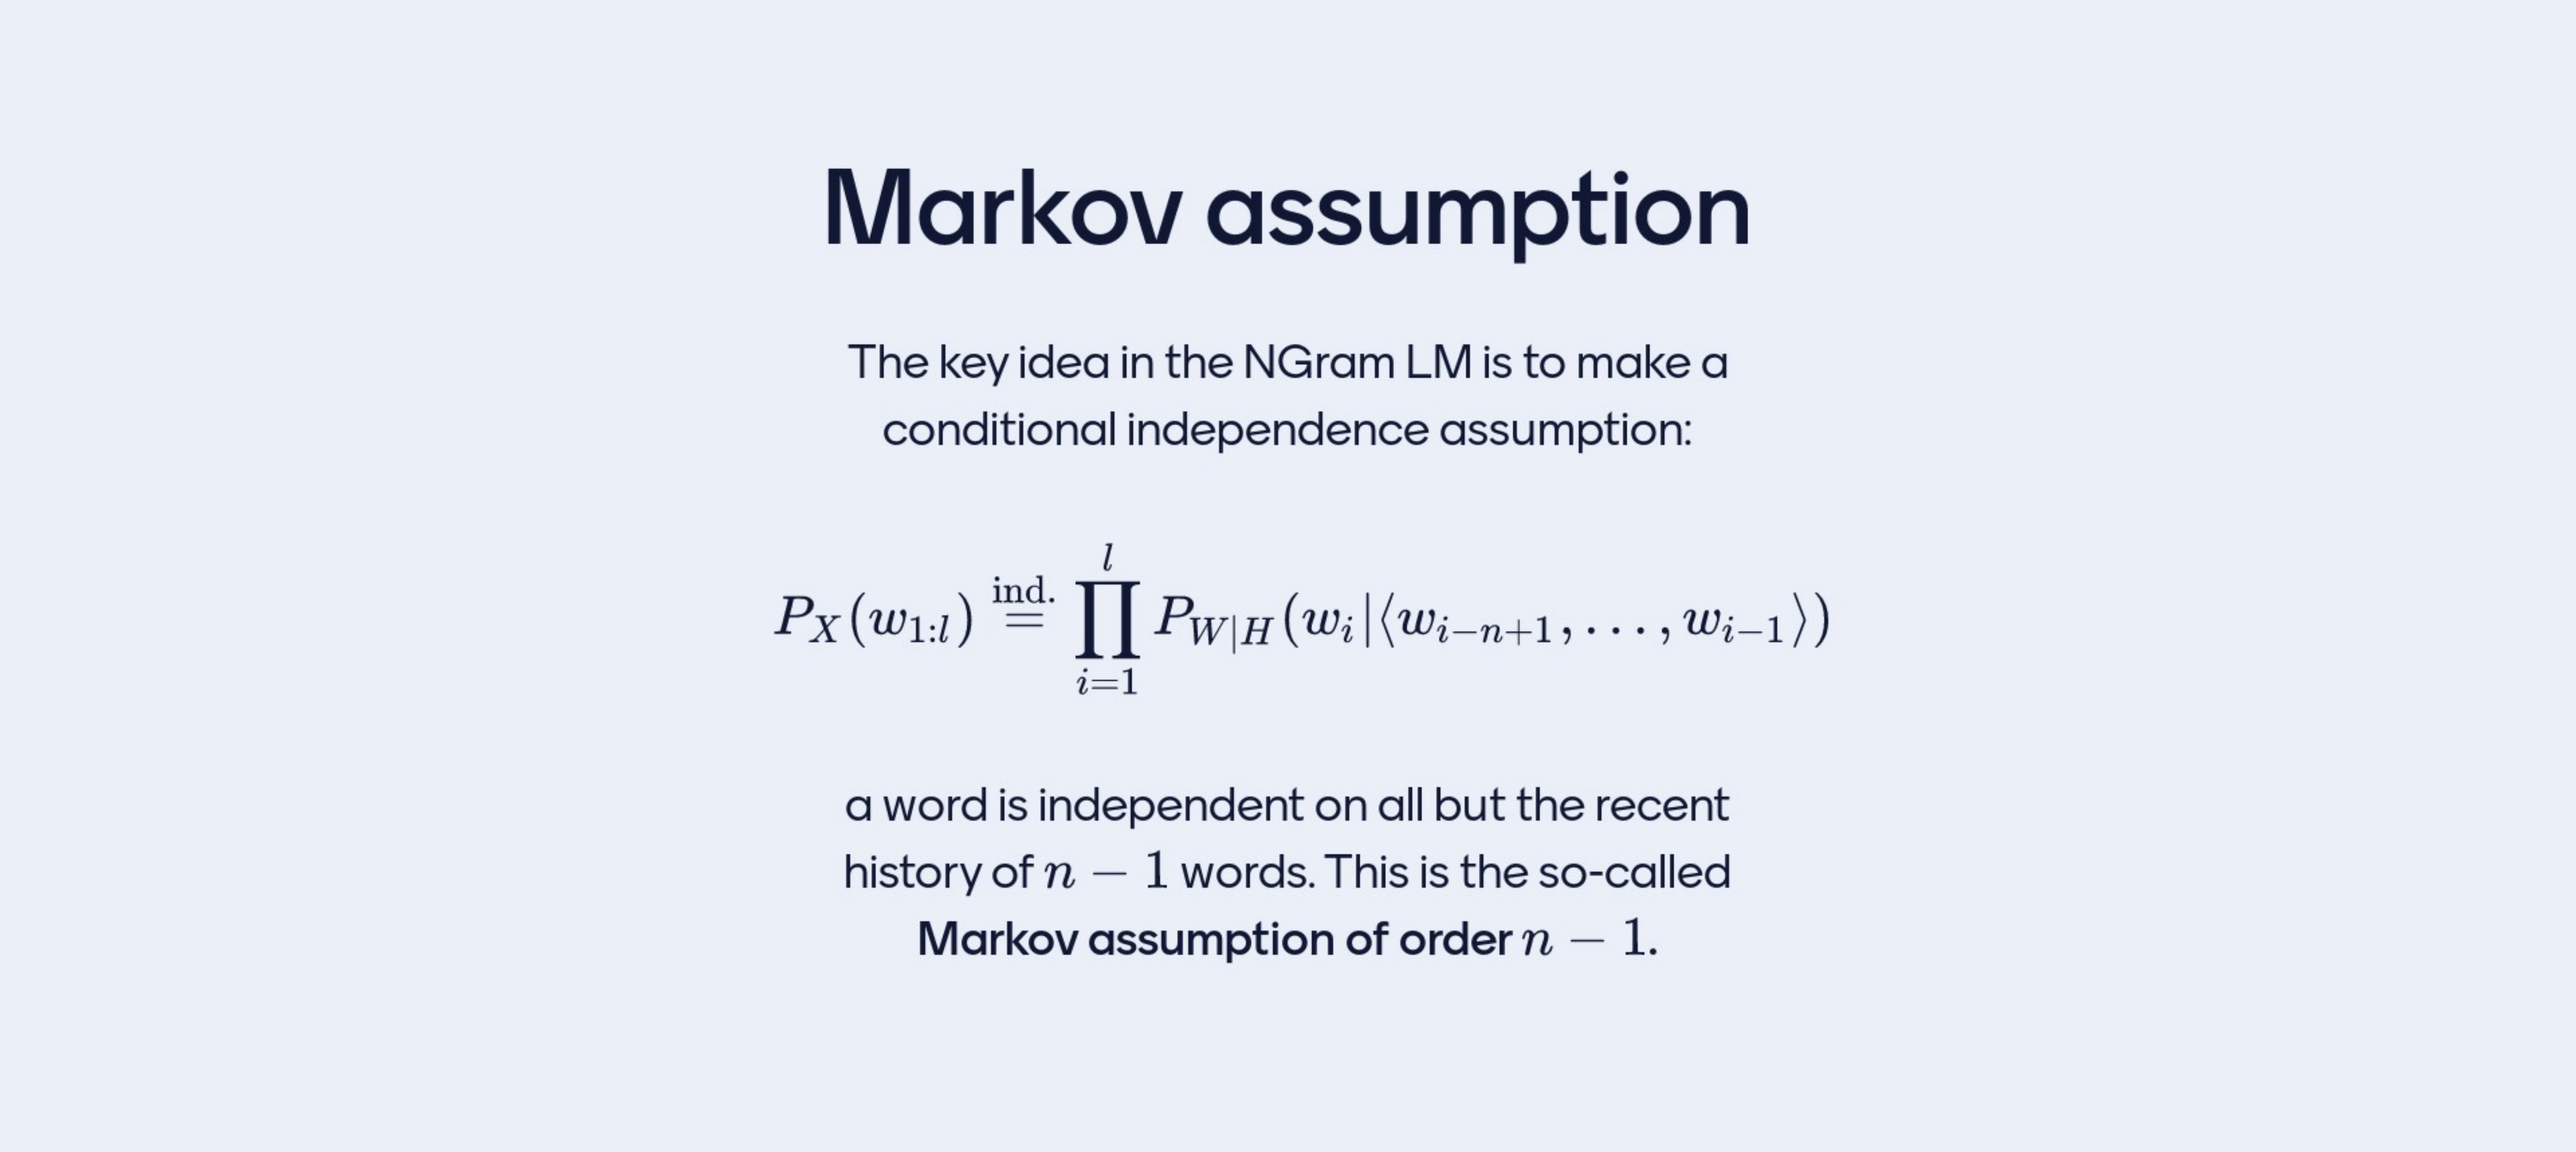 Markov assumption
The key idea in the NGram LM is to make a
conditional independence assumption:
$P_X(w_{1:l}) \stackrel{\text{ind.}}{=} \prod_{i=1}^{l} P_{W|H}(w_i|\langle w_{i-n+1}, \ldots, w_{i-1}\rangle)$
a word is independent on all but the recent
history of $n-1$ words. This is the so-called
Markov assumption of order $n-1$.